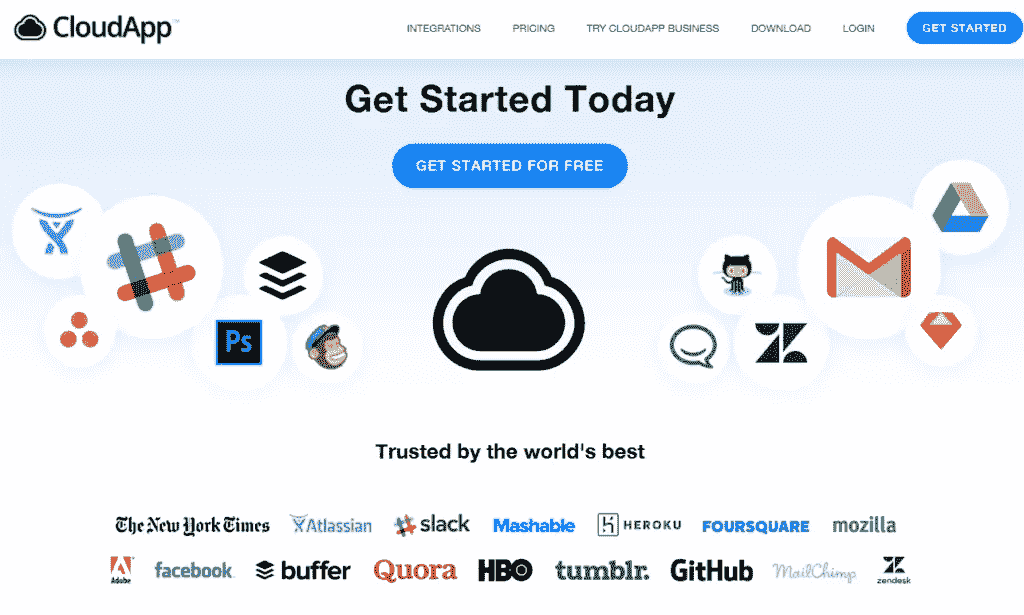 CloudApp™
INTEGRATIONS PRICING TRY CLOUDAPP BUSINESS DOWNLOAD LOGIN GET STARTED
Get Started Today
GET STARTED FOR FREE
Ps
Trusted by the world's best
The New York Times Atlassian slack Mashable HEROKU FOURSQUARE mozilla
Adobe facebook buffer Quora HBO tumblr. GitHub MailChimp zendesk